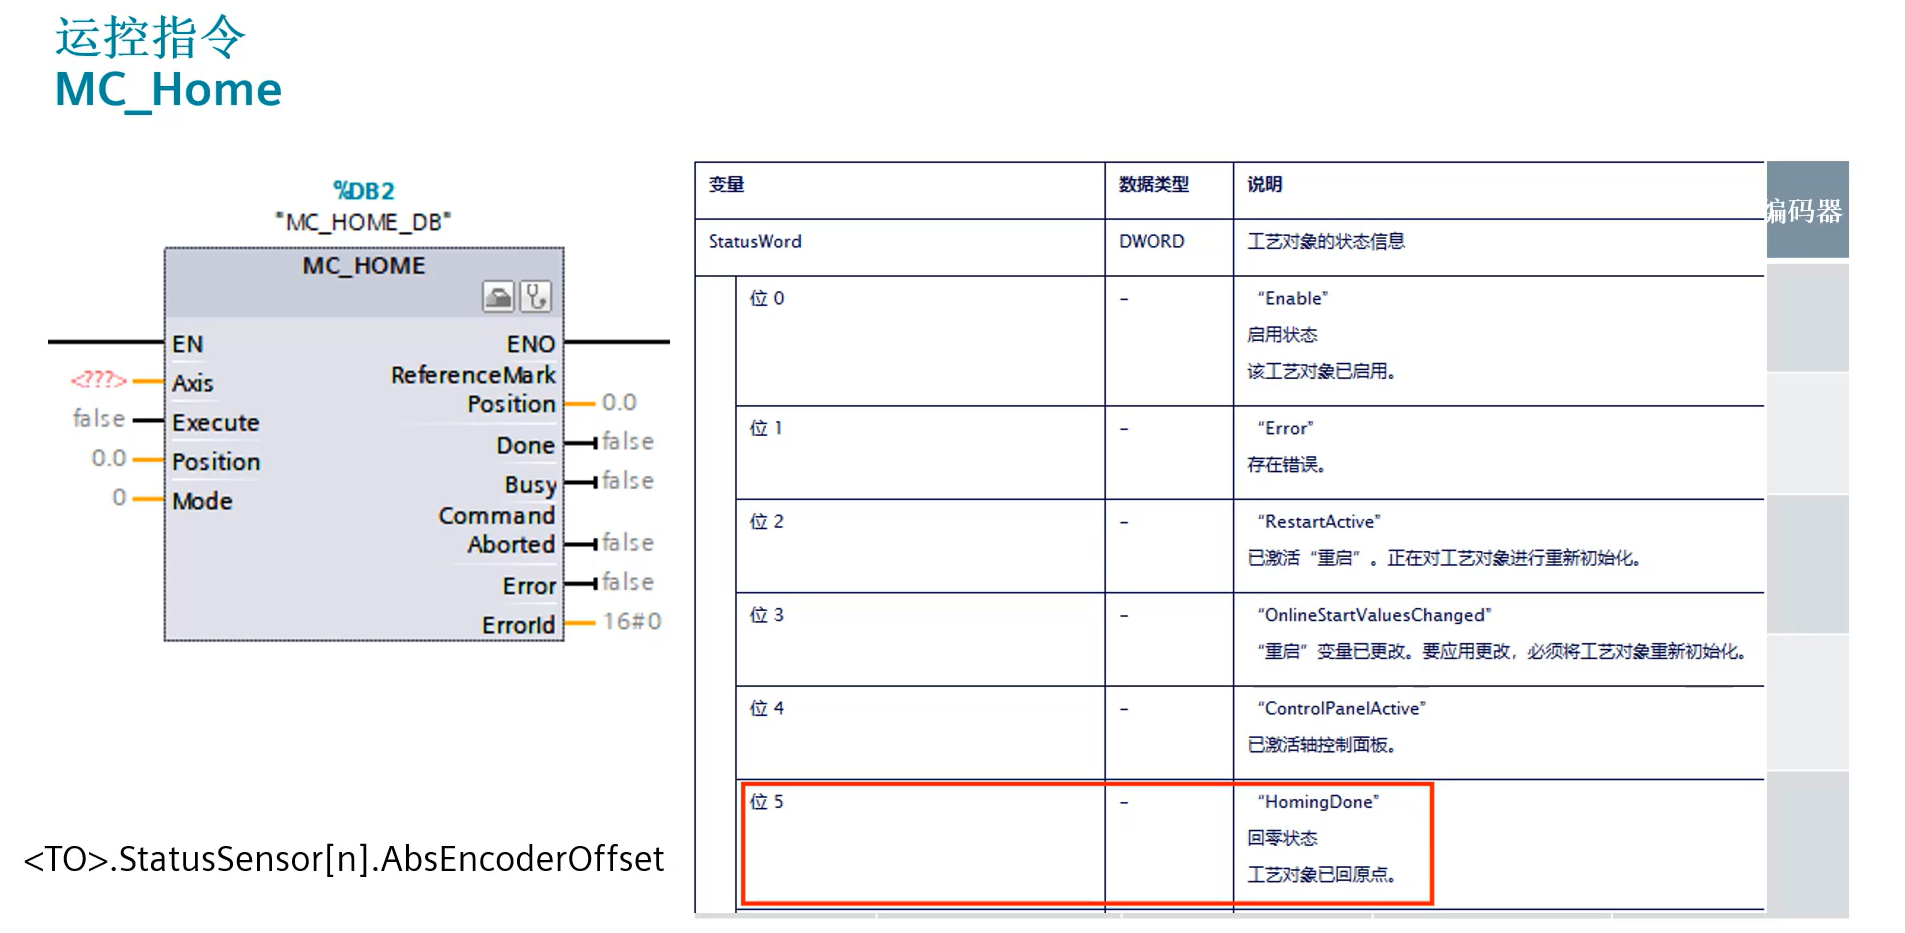 运控指令
MC_Home
%DB2
"MC_HOME_DB"
MC_HOME
EN
ENO
<???>
Axis
ReferenceMark
Position
0.0
false
Execute
Done
false
0.0
Position
Busy
false
0
Mode
Command
Aborted
false
Error
false
ErrorId
16#0
<TO>.StatusSensor[n].AbsEncoderOffset
变量 数据类型 说明
StatusWord DWORD 工艺对象的状态信息
位 0 – “Enable”
启用状态
该工艺对象已启用。
位 1 – “Error”
存在错误。
位 2 – “RestartActive”
已激活“重启”。正在对工艺对象进行重新初始化。
位 3 – “OnlineStartValuesChanged”
“重启”变量已更改。要应用更改，必须将工艺对象重新初始化。
位 4 – “ControlPanelActive”
已激活轴控制面板。
位 5 – “HomingDone”
回零状态
工艺对象已回原点。
编码器